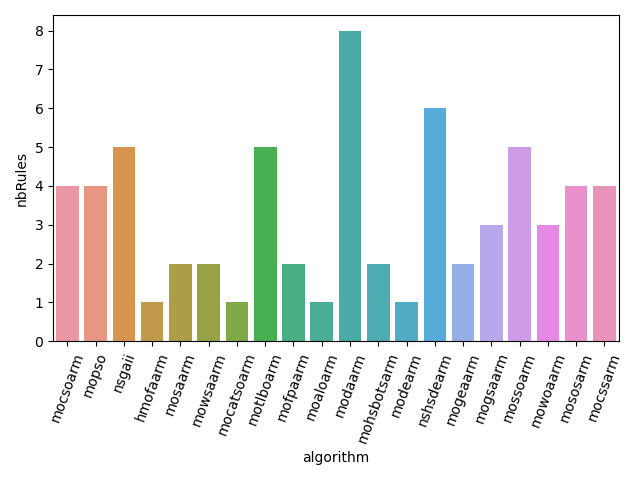 8
7
6
5
4
3
2
1
0
nbRules
mocsoarm
mopso
nsgaii
hmofaarm
mosaarm
mowsaarm
mocatsoarm
motlboarm
mofpaarm
moaloarm
modaarm
mohsbotsarm
modearm
nshsdearm
mogeaarm
mogsaarm
mossoarm
mowoaarm
mososarm
mocssarm
algorithm